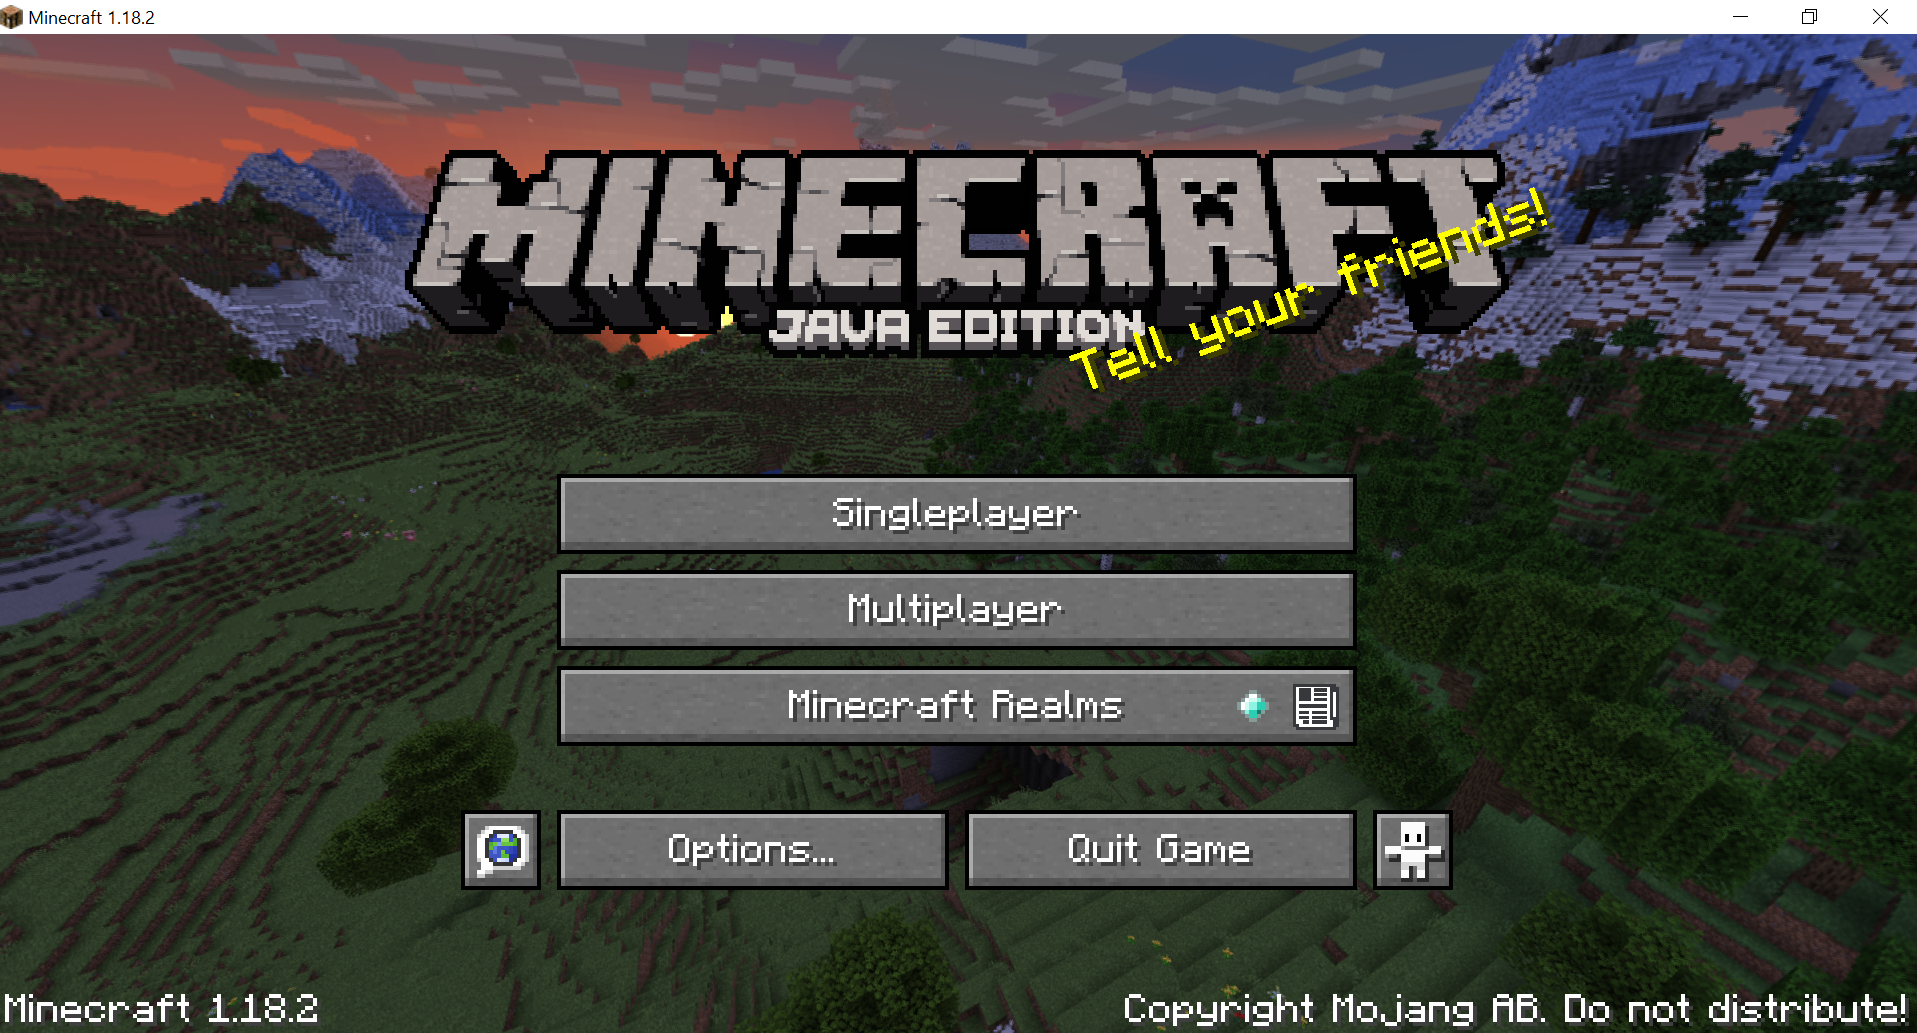 Minecraft 1.18.2
MINECRAFT
JAVA EDITION
Tell your friends!
Singleplayer
Multiplayer
Minecraft Realms
Options...
Quit Game
Minecraft 1.18.2
Copyright Mojang AB. Do not distribute!